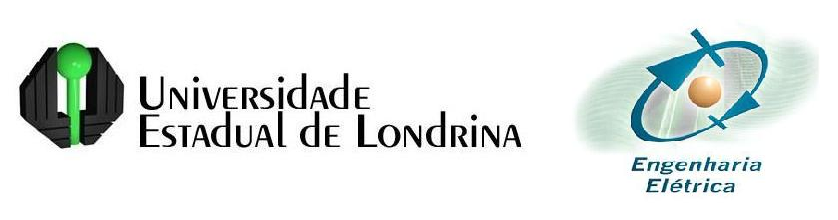 Universidade
Estadual de Londrina
Engenharia
Elétrica